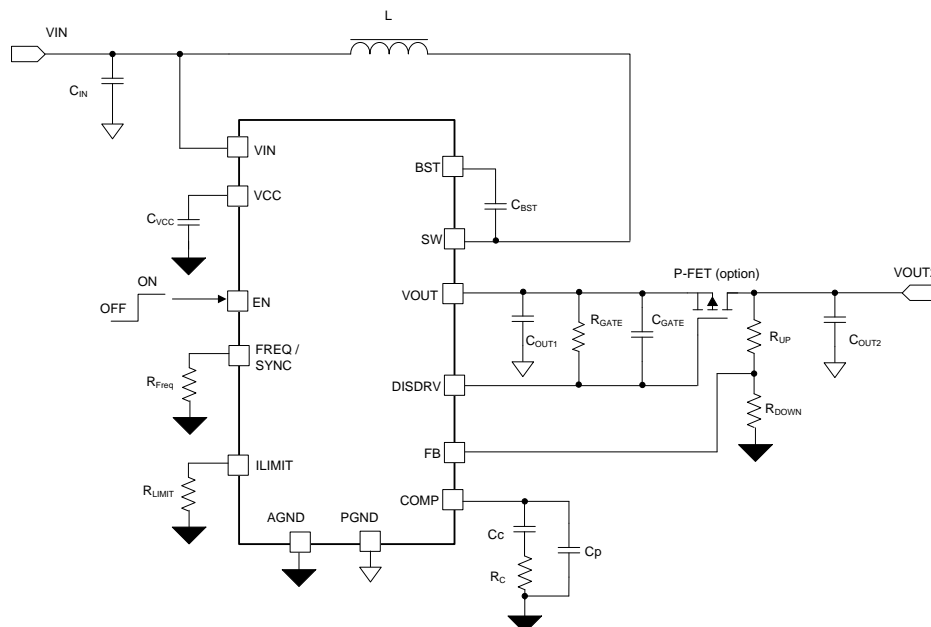 L
VIN
CIN
VIN
BST
VCC
CBST
CVCC
SW
P-FET (option)
VOUT
ON
OFF
EN
VOUT
RGATE
CGATE
COUT1
RUP
COUT2
FREQ /
SYNC
RFreq
DISDRV
RDOWN
FB
ILIMIT
RLIMIT
COMP
AGND
PGND
Cc
Cp
RC